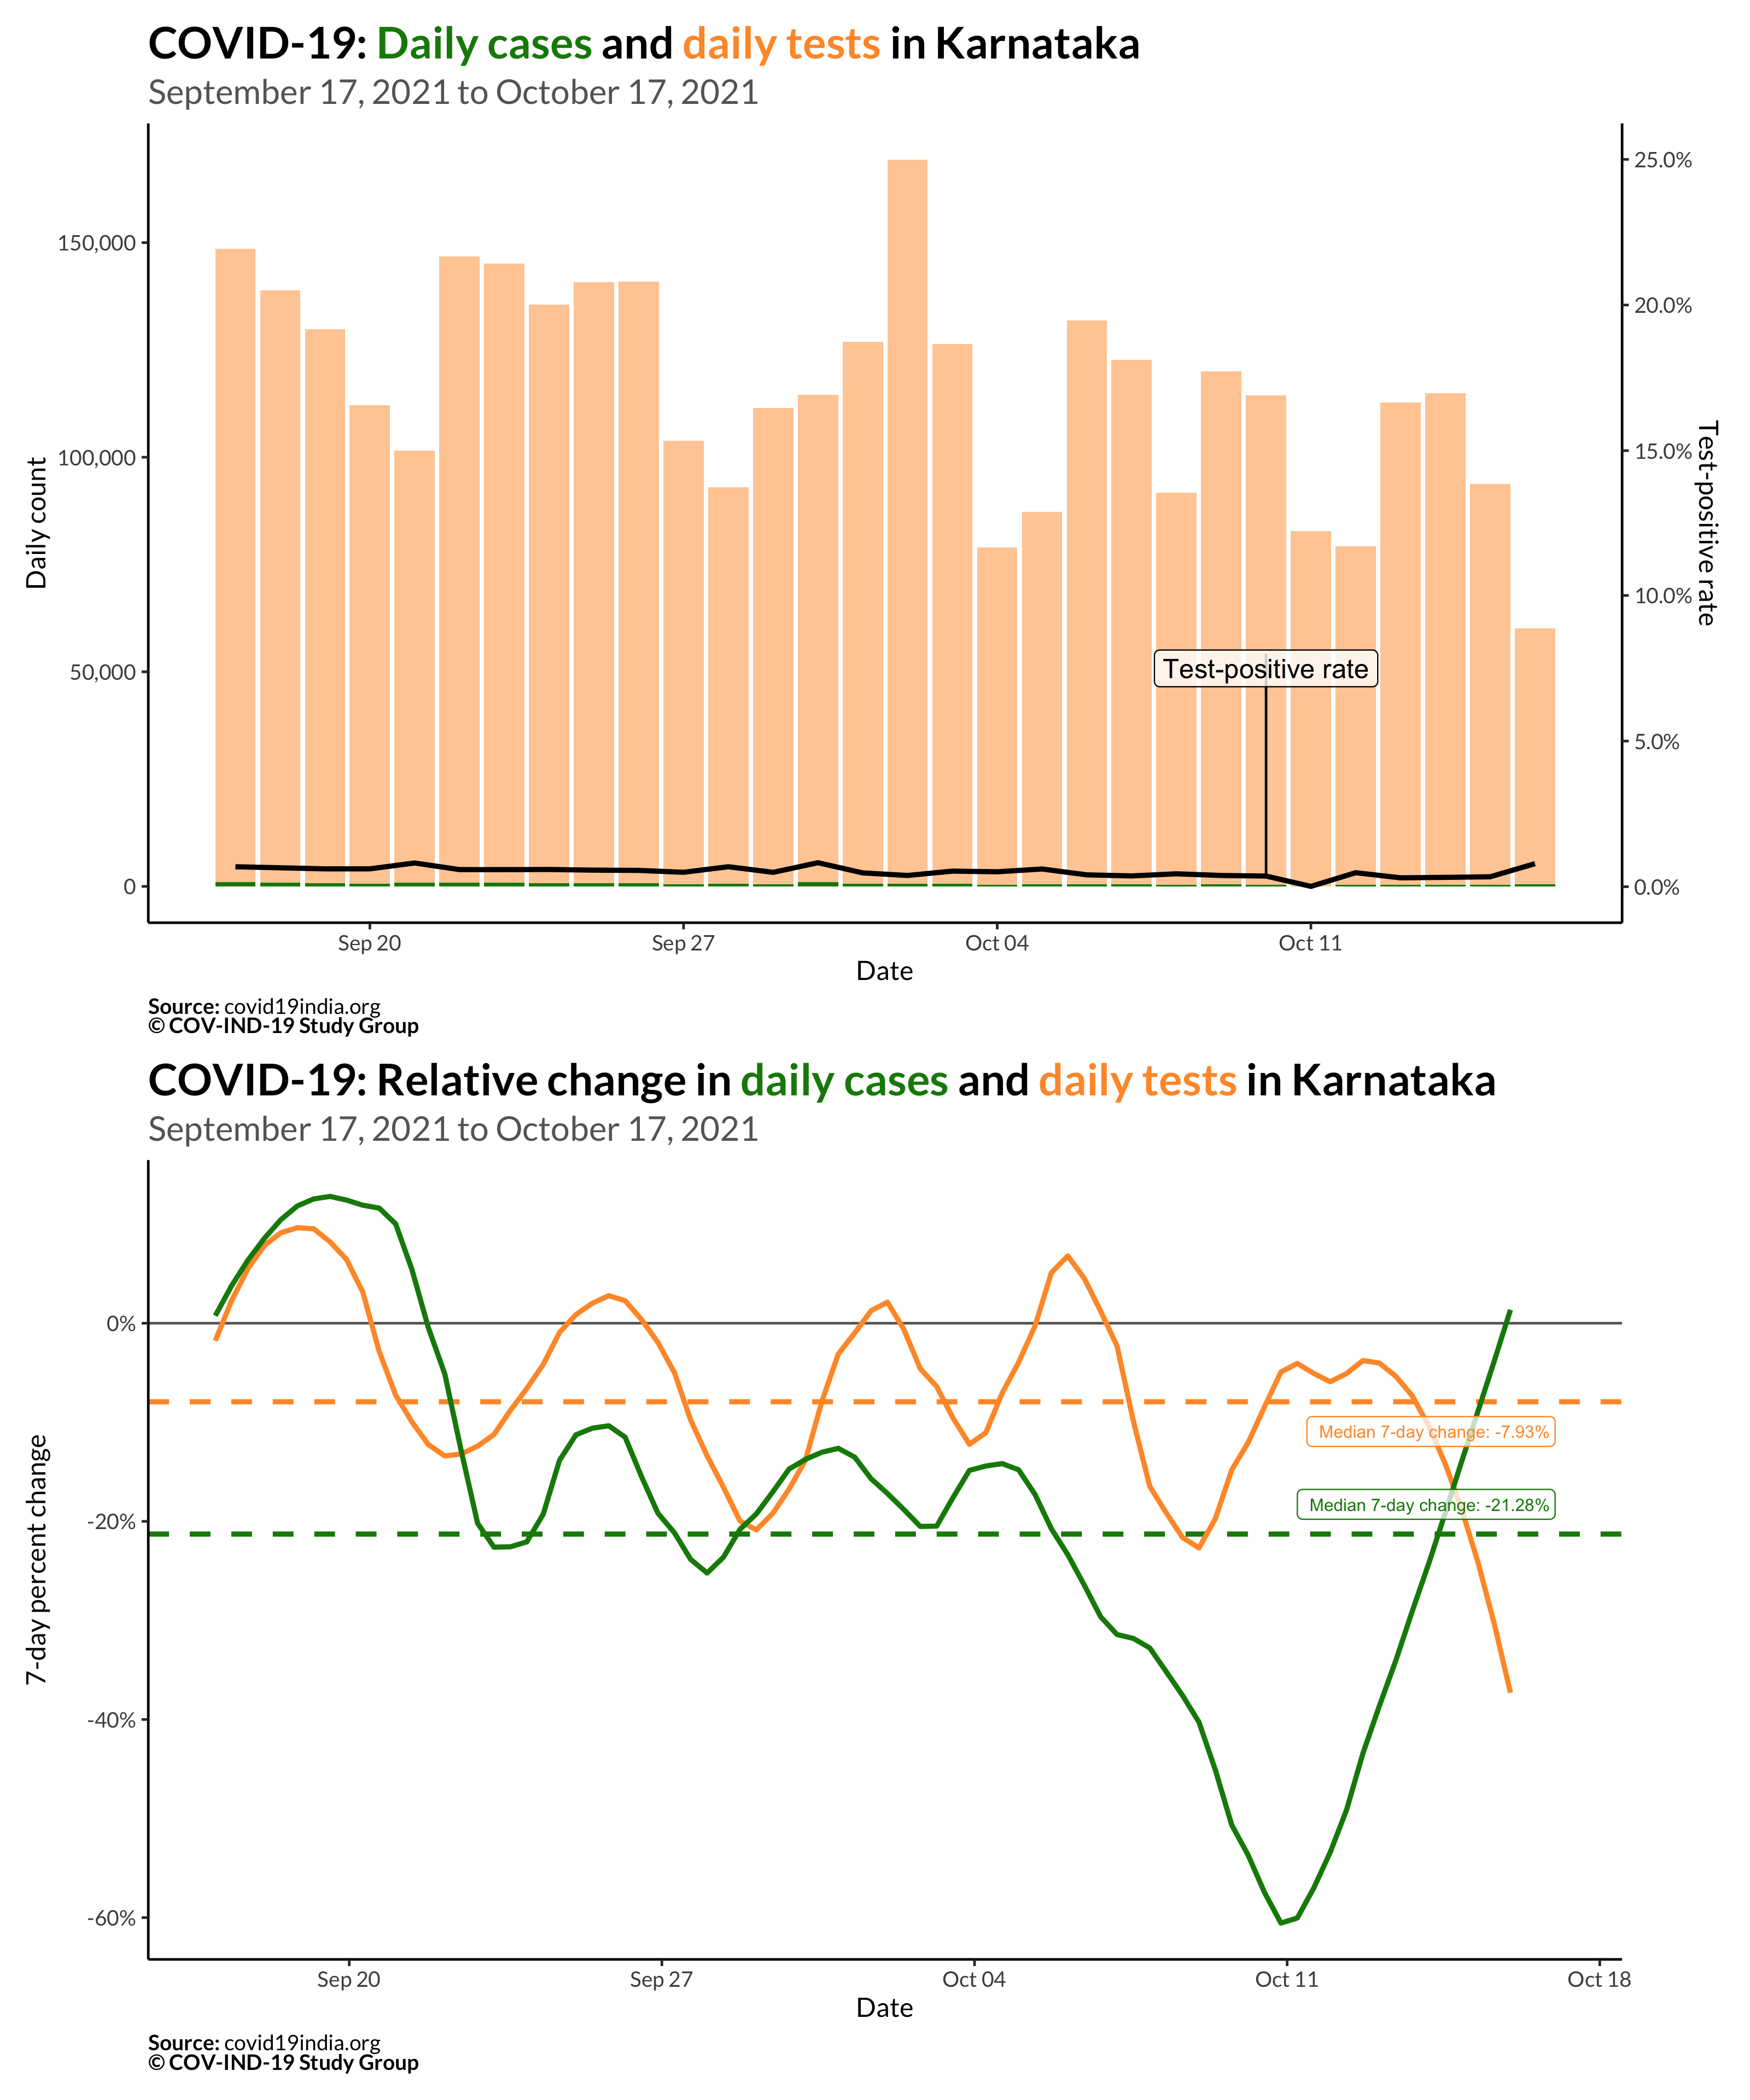 COVID-19: Daily cases and daily tests in Karnataka
September 17, 2021 to October 17, 2021
Daily count
150,000
100,000
50,000
0
25.0%
20.0%
15.0%
10.0%
5.0%
0.0%
Test-positive rate
Test-positive rate
Sep 20
Sep 27
Oct 04
Oct 11
Date
Source: covid19india.org
© COV-IND-19 Study Group
COVID-19: Relative change in daily cases and daily tests in Karnataka
September 17, 2021 to October 17, 2021
7-day percent change
0%
-20%
-40%
-60%
Median 7-day change: -7.93%
Median 7-day change: -21.28%
Sep 20
Sep 27
Oct 04
Oct 11
Oct 18
Date
Source: covid19india.org
© COV-IND-19 Study Group